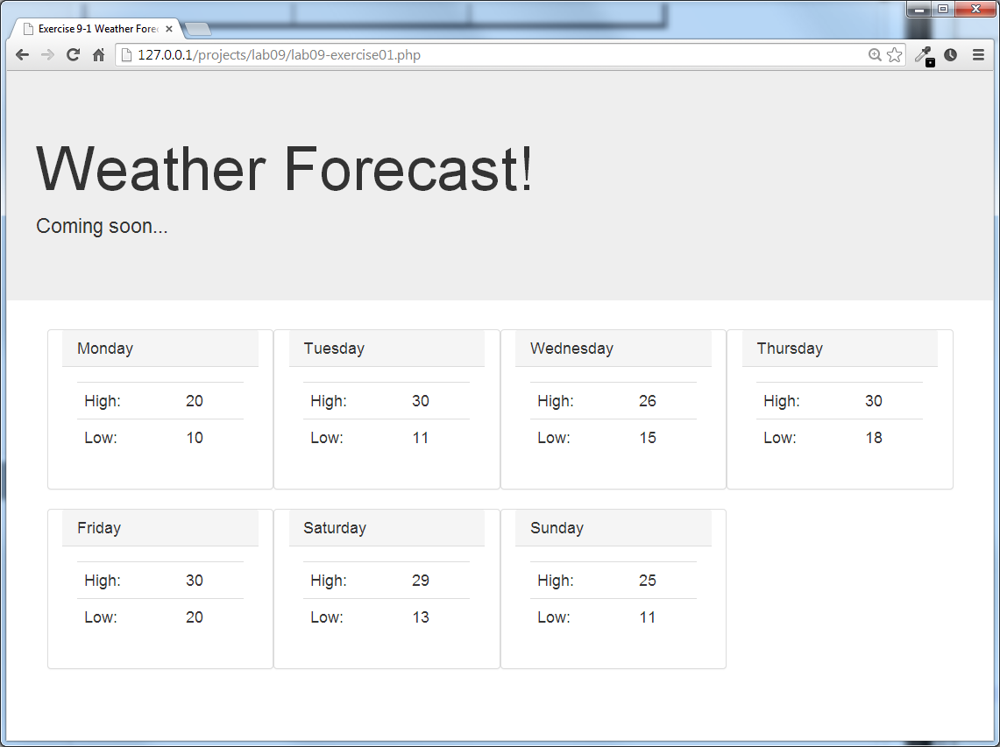 Exercise 9-1 Weather Fore
127.0.0.1/projects/lab09/lab09-exercise01.php
Weather Forecast!
Coming soon...
Monday Tuesday Wednesday Thursday
High: 20 High: 30 High: 26 High: 30
Low: 10 Low: 11 Low: 15 Low: 18
Friday Saturday Sunday
High: 30 High: 29 High: 25
Low: 20 Low: 13 Low: 11